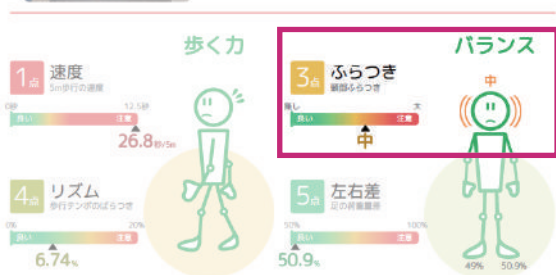 歩く力
バランス
1点 速度
5m歩行の速度
0秒 12.5秒
良い 注意
26.8秒/5m
3点 ふらつき
頭部ふらつき
無し 大
良い 注意
中
中
4点 リズム
歩行テンポのばらつき
0% 20%
良い 注意
6.74%
5点 左右差
足の荷重差
50% 100%
良い 注意
50.9%
49% 50.9%